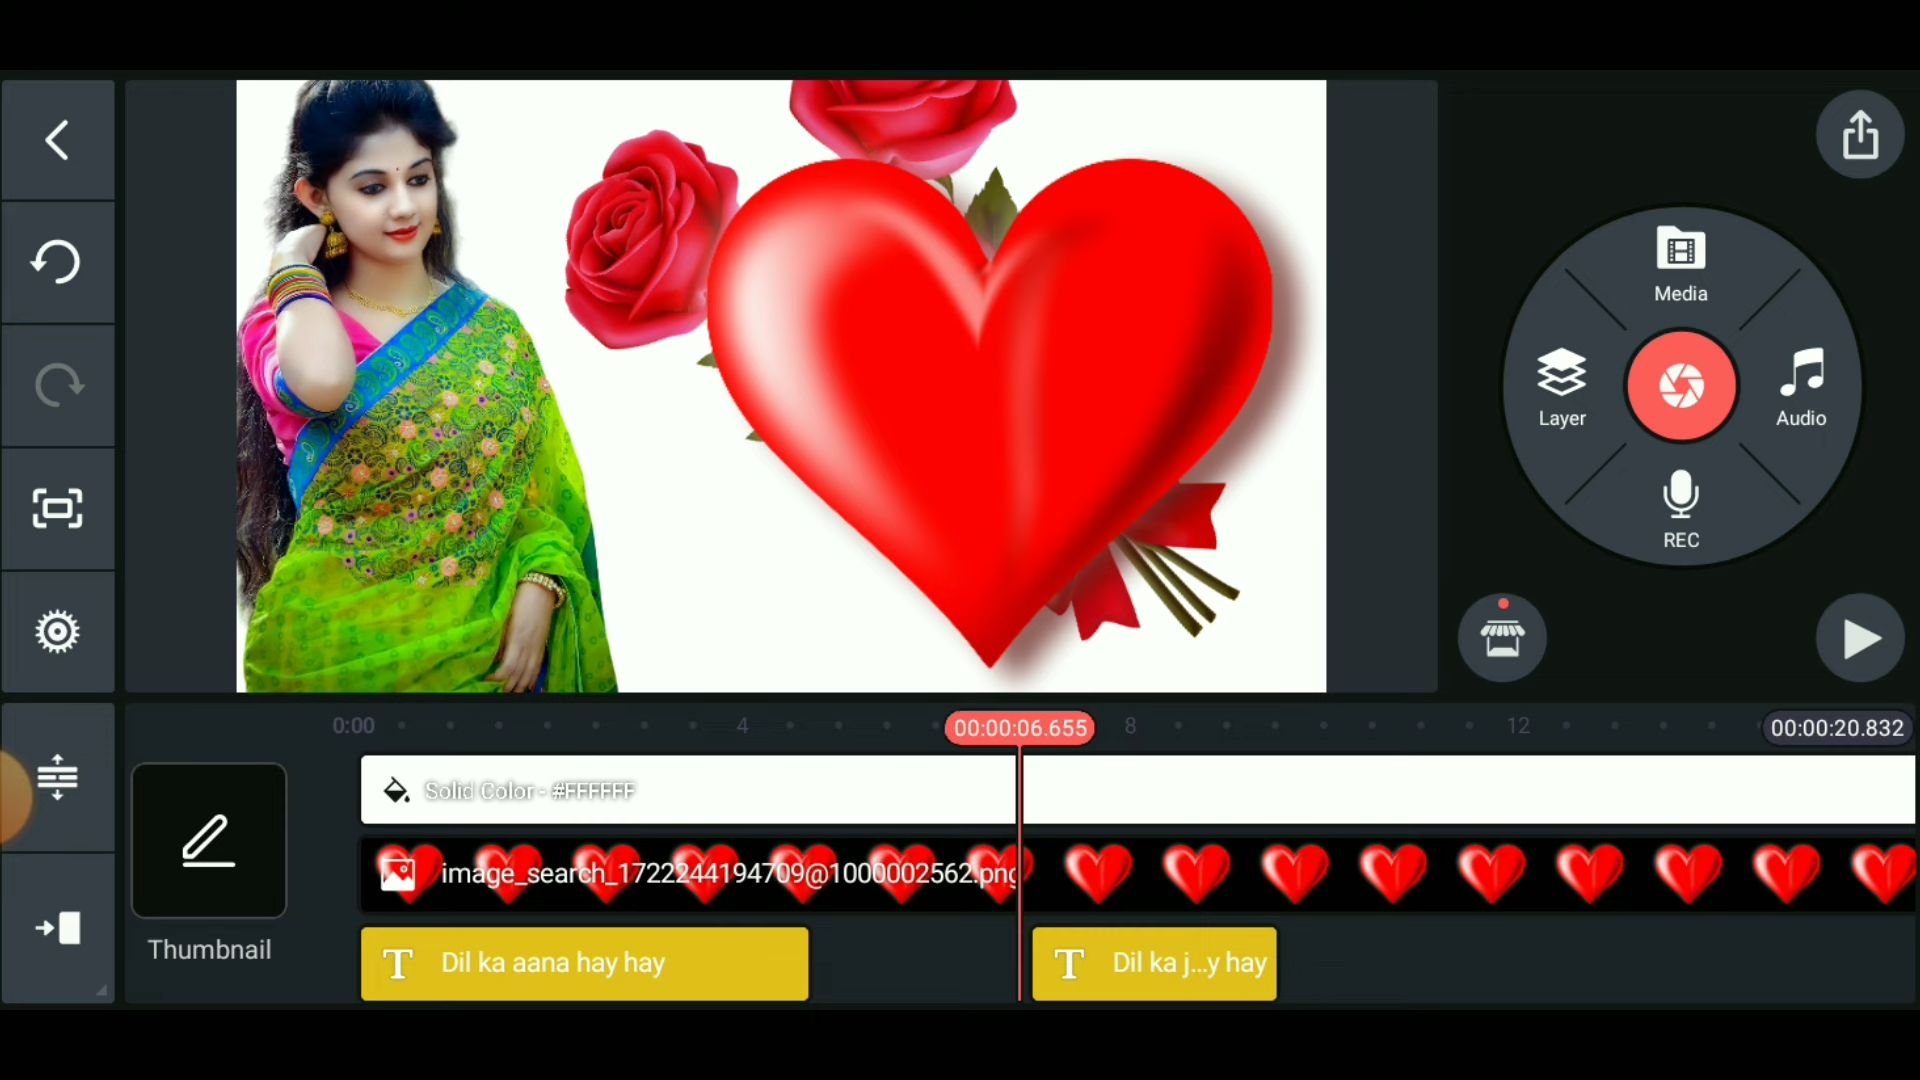 Media
Layer
Audio
REC
0:00
4
00:00:06.655
8
12
00:00:20.832
Solid Color - #FFFFFF
image_search_1722244194709@1000002562.png
Thumbnail
T Dil ka aana hay hay
T Dil ka j...y hay